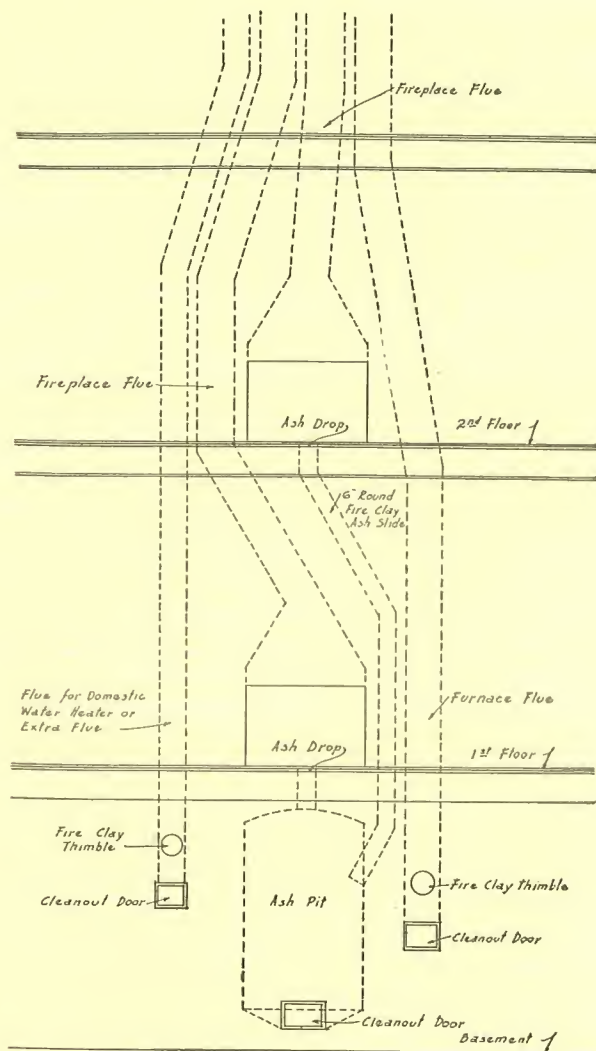 Fireplace Flue
Fireplace Flue
Ash Drop
2nd Floor
6" Round
Fire Clay
Ash Slide
Flue for Domestic
Water Heater or
Extra Flue
Furnace Flue
Ash Drop
1st Floor
Fire Clay
Thimble
Cleanout Door
Ash Pit
Fire Clay Thimble
Cleanout Door
Cleanout Door
Basement